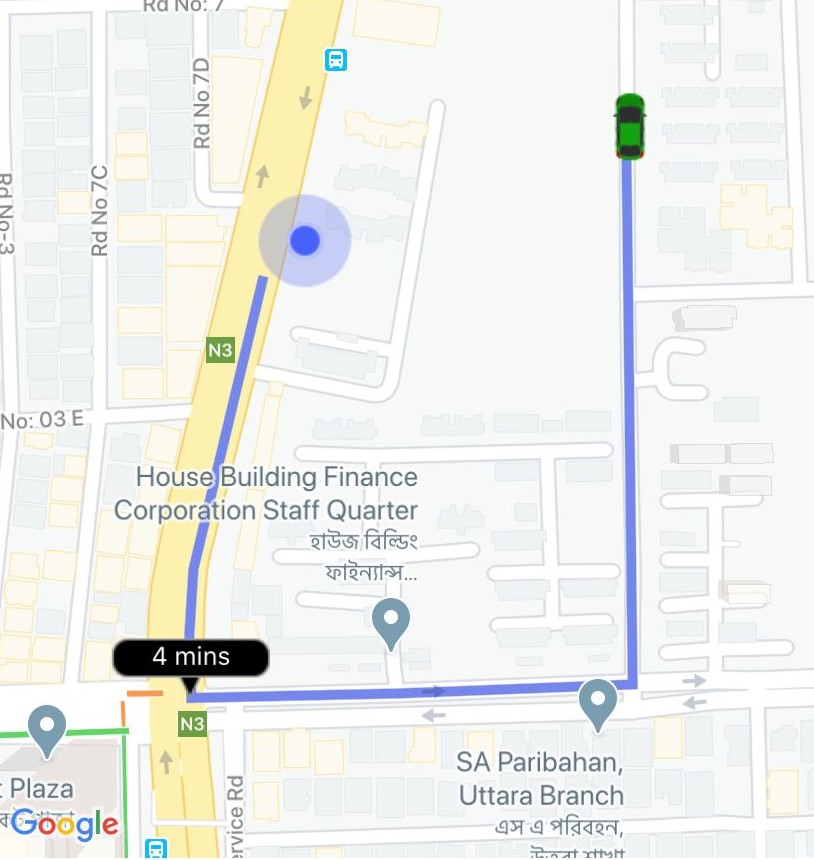 Rd No: 7
Rd No.7D
Rd No-3
Rd No.7C
N3
No: 03 E
House Building Finance
Corporation Staff Quarter
হাউজ বিল্ডিং
ফাইন্যান্স...
4 mins
N3
SA Paribahan,
Uttara Branch
এস এ পরিবহন,
উত্তরা শাখা
t Plaza
Google
ervice Rd